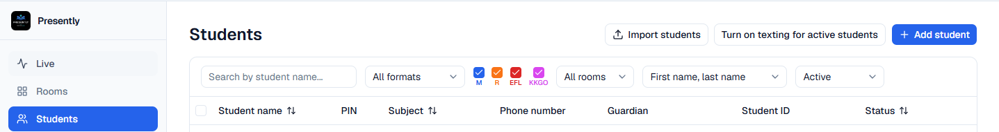 PRESENTLY
Presently
Live
Rooms
Students
Students
Import students
Turn on texting for active students
Add student
Search by student name...
All formats
M
R
EFL
KKGO
All rooms
First name, last name
Active
Student name
PIN
Subject
Phone number
Guardian
Student ID
Status